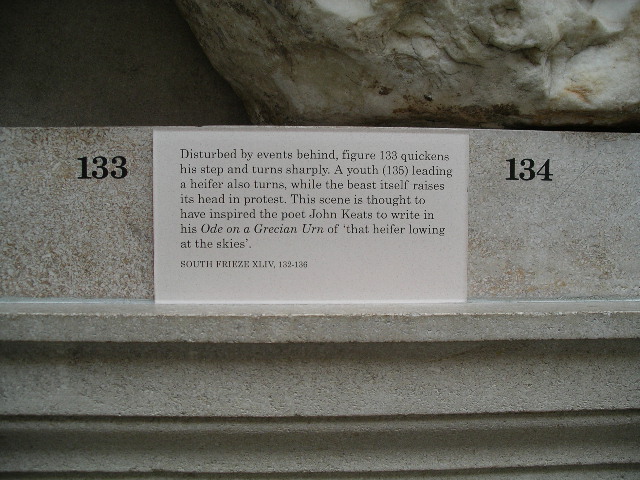 133
Disturbed by events behind, figure 133 quickens
his step and turns sharply. A youth (135) leading
a heifer also turns, while the beast itself raises
its head in protest. This scene is thought to
have inspired the poet John Keats to write in
his Ode on a Grecian Urn of ‘that heifer lowing
at the skies’.
SOUTH FRIEZE XLIV, 132-136
134